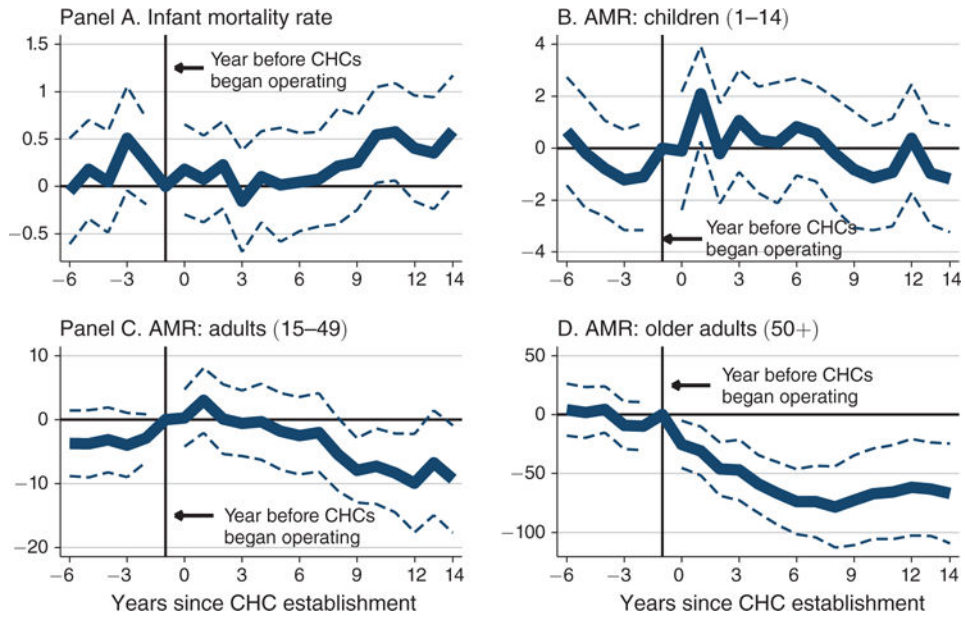 Panel A. Infant mortality rate
1.5
1
0.5
0
−0.5
Year before CHCs
began operating
−6 −3 0 3 6 9 12 14
B. AMR: children (1–14)
4
2
0
−2
−4
Year before CHCs
began operating
−6 −3 0 3 6 9 12 14
Panel C. AMR: adults (15–49)
10
0
−10
−20
Year before CHCs
began operating
−6 −3 0 3 6 9 12 14
Years since CHC establishment
D. AMR: older adults (50+)
50
0
−50
−100
Year before CHCs
began operating
−6 −3 0 3 6 9 12 14
Years since CHC establishment